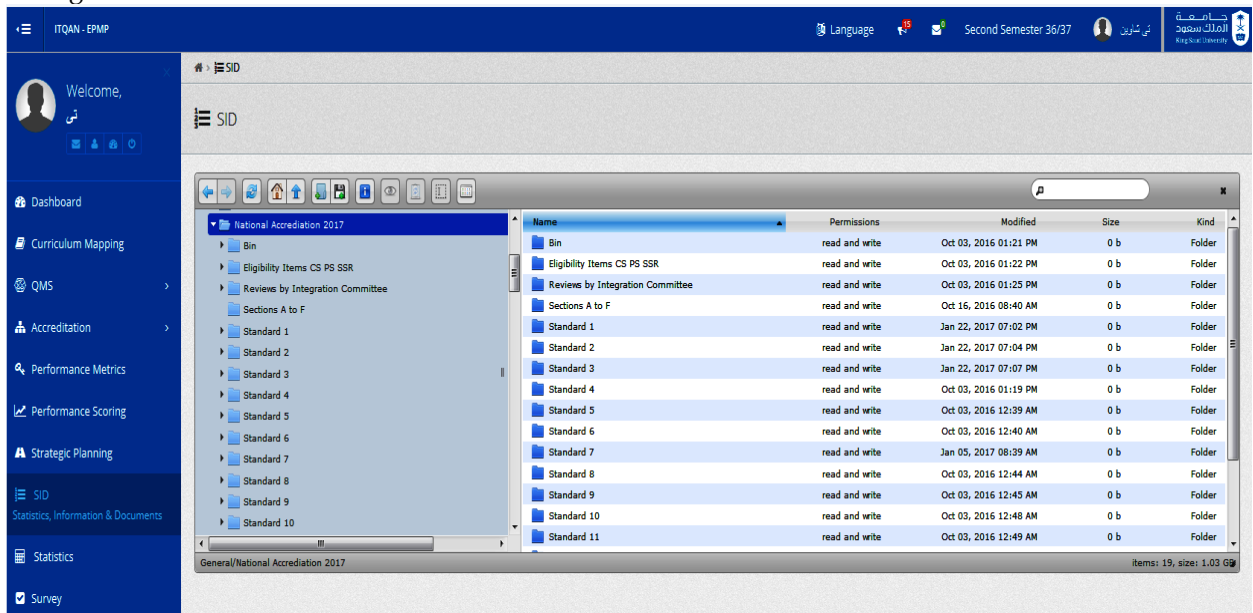 ITQAN - EPMP
Language 15 0 Second Semester 36/37
جـــامـعـة
الملك سعود
King Saud University
SID
Welcome,
تى
SID
Dashboard
Curriculum Mapping
QMS
Accreditation
Performance Metrics
Performance Scoring
Strategic Planning
SID
Statistics, Information & Documents
Statistics
Survey
National Accrediation 2017
Bin
Eligibility Items CS PS SSR
Reviews by Integration Committee
Sections A to F
Standard 1
Standard 2
Standard 3
Standard 4
Standard 5
Standard 6
Standard 7
Standard 8
Standard 9
Standard 10
Name Permissions Modified Size Kind
Bin read and write Oct 03, 2016 01:21 PM 0 b Folder
Eligibility Items CS PS SSR read and write Oct 03, 2016 01:22 PM 0 b Folder
Reviews by Integration Committee read and write Oct 03, 2016 01:25 PM 0 b Folder
Sections A to F read and write Oct 16, 2016 08:40 AM 0 b Folder
Standard 1 read and write Jan 22, 2017 07:02 PM 0 b Folder
Standard 2 read and write Jan 22, 2017 07:04 PM 0 b Folder
Standard 3 read and write Jan 22, 2017 07:07 PM 0 b Folder
Standard 4 read and write Oct 03, 2016 01:19 PM 0 b Folder
Standard 5 read and write Oct 03, 2016 12:39 AM 0 b Folder
Standard 6 read and write Oct 03, 2016 12:40 AM 0 b Folder
Standard 7 read and write Jan 05, 2017 08:39 AM 0 b Folder
Standard 8 read and write Oct 03, 2016 12:44 AM 0 b Folder
Standard 9 read and write Oct 03, 2016 12:45 AM 0 b Folder
Standard 10 read and write Oct 03, 2016 12:48 AM 0 b Folder
Standard 11 read and write Oct 03, 2016 12:49 AM 0 b Folder
General/National Accrediation 2017 items: 19, size: 1.03 GB